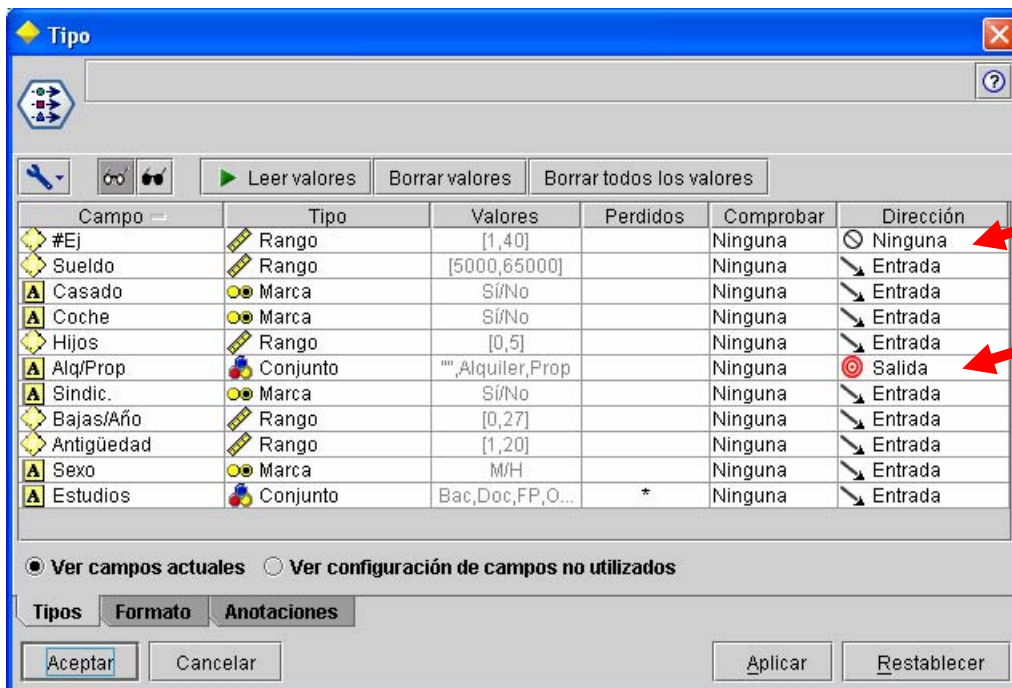 Tipo
?
Leer valores Borrar valores Borrar todos los valores
Campo Tipo Valores Perdidos Comprobar Dirección
#Ej Rango [1,40] Ninguna Ninguna
Sueldo Rango [5000,65000] Ninguna Entrada
A Casado Marca Sí/No Ninguna Entrada
A Coche Marca Sí/No Ninguna Entrada
Hijos Rango [0,5] Ninguna Entrada
A Alq/Prop Conjunto "",Alquiler,Prop Ninguna Salida
A Sindic. Marca Sí/No Ninguna Entrada
Bajas/Año Rango [0,27] Ninguna Entrada
Antigüedad Rango [1,20] Ninguna Entrada
A Sexo Marca M/H Ninguna Entrada
A Estudios Conjunto Bac,Doc,FP,O... * Ninguna Entrada
Ver campos actuales Ver configuración de campos no utilizados
Tipos Formato Anotaciones
Aceptar Cancelar Aplicar Restablecer